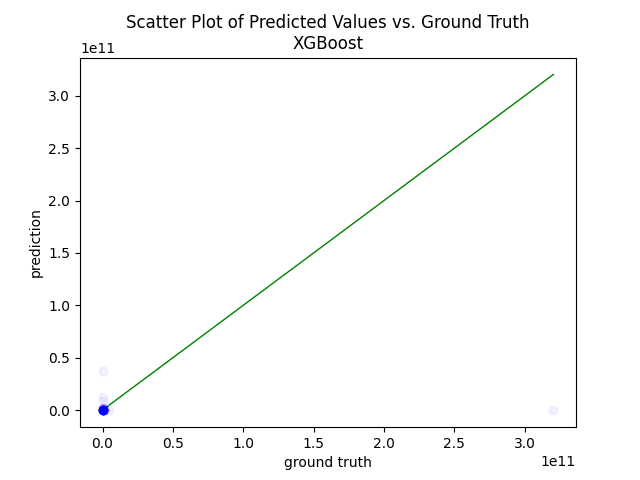 Scatter Plot of Predicted Values vs. Ground Truth
XGBoost
1e11
3.0
2.5
2.0
1.5
1.0
0.5
0.0
prediction
0.0 0.5 1.0 1.5 2.0 2.5 3.0
1e11
ground truth